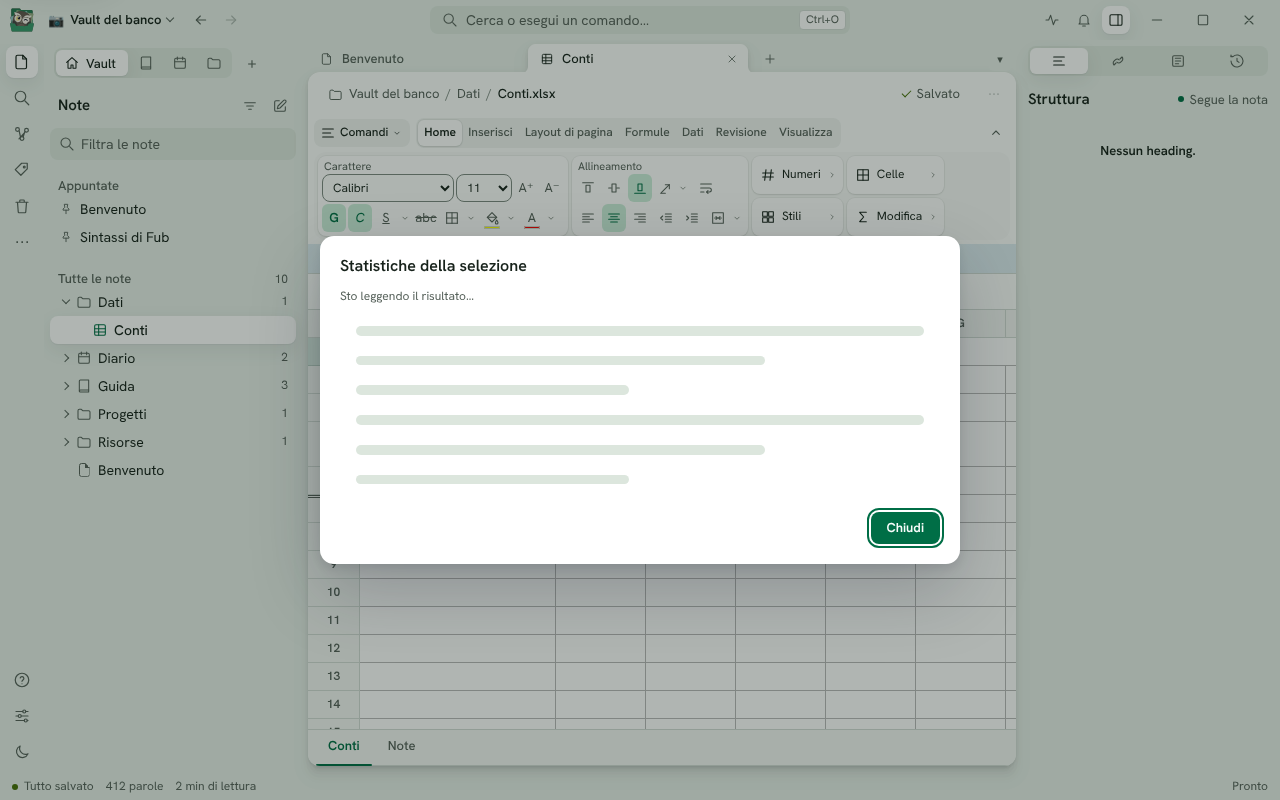 Vault del banco
Cerca o esegui un comando...
Ctrl+O
Vault
Benvenuto
Conti
Note
Filtra le note
Appuntate
Benvenuto
Sintassi di Fub
Tutte le note 10
Dati 1
Conti
Diario 2
Guida 3
Progetti 1
Risorse 1
Benvenuto
Vault del banco / Dati / Conti.xlsx
Salvato
Comandi
Home Inserisci Layout di pagina Formule Dati Revisione Visualizza
Carattere
Calibri 11 A⁺ A⁻
G C S abc A
Allineamento
Numeri
Celle
Stili
Modifica
G
Statistiche della selezione
Sto leggendo il risultato...
Chiudi
10
11
12
13
14
Conti Note
Struttura
Segue la nota
Nessun heading.
Tutto salvato 412 parole 2 min di lettura
Pronto